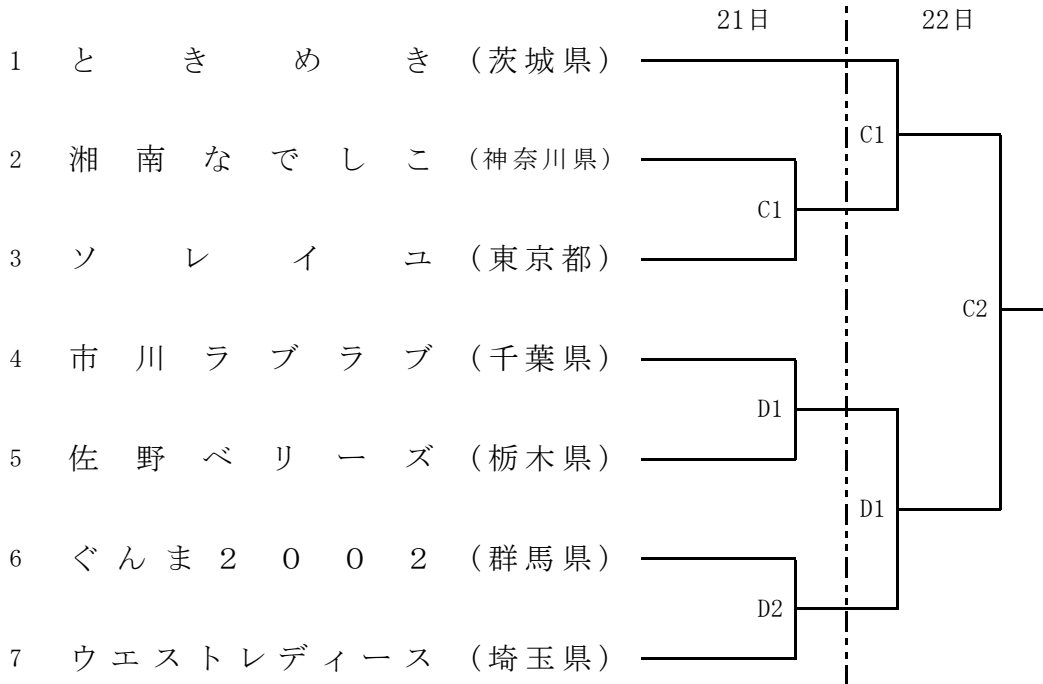 21日 22日
1 ときめき (茨城県)
C1
2 湘南なでしこ (神奈川県)
C1
3 ソレイユ (東京都)
C2
4 市川ラブラブ (千葉県)
D1
5 佐野ベリーズ (栃木県)
D1
6 ぐんま２００２ (群馬県)
D2
7 ウエストレディース (埼玉県)